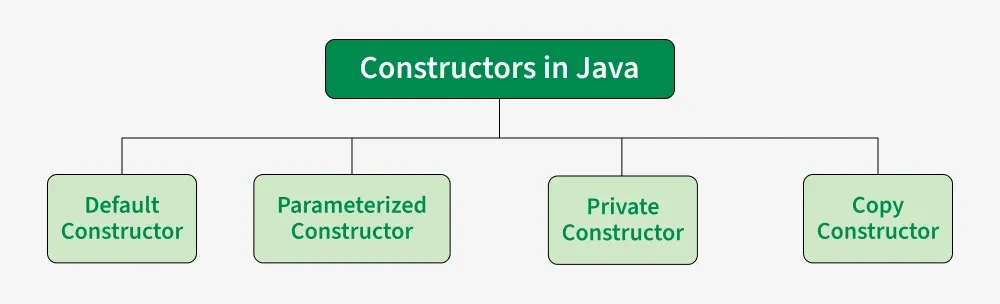 Constructors in Java
Default
Constructor
Parameterized
Constructor
Private
Constructor
Copy
Constructor